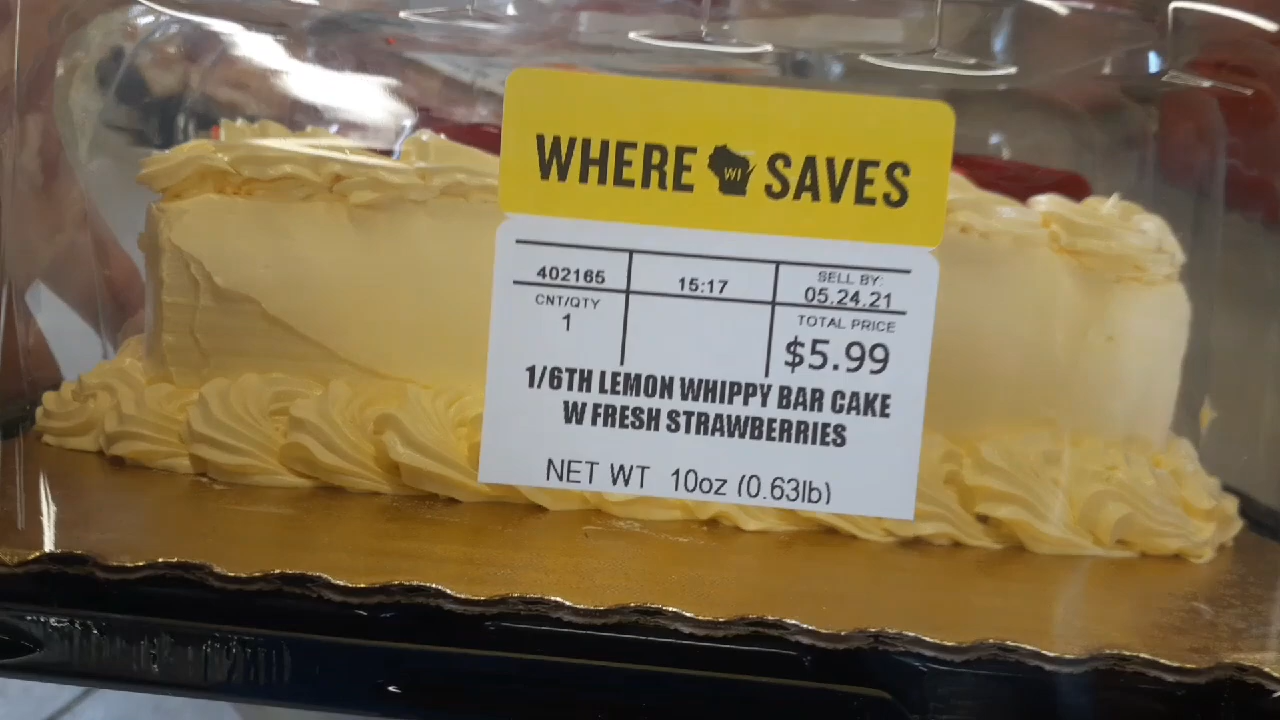 WHERE WI SAVES
402165 15:17 SELL BY:
05.24.21
CNT/QTY TOTAL PRICE
1 $5.99
1/6TH LEMON WHIPPY BAR CAKE
W FRESH STRAWBERRIES
NET WT 10oz (0.63lb)